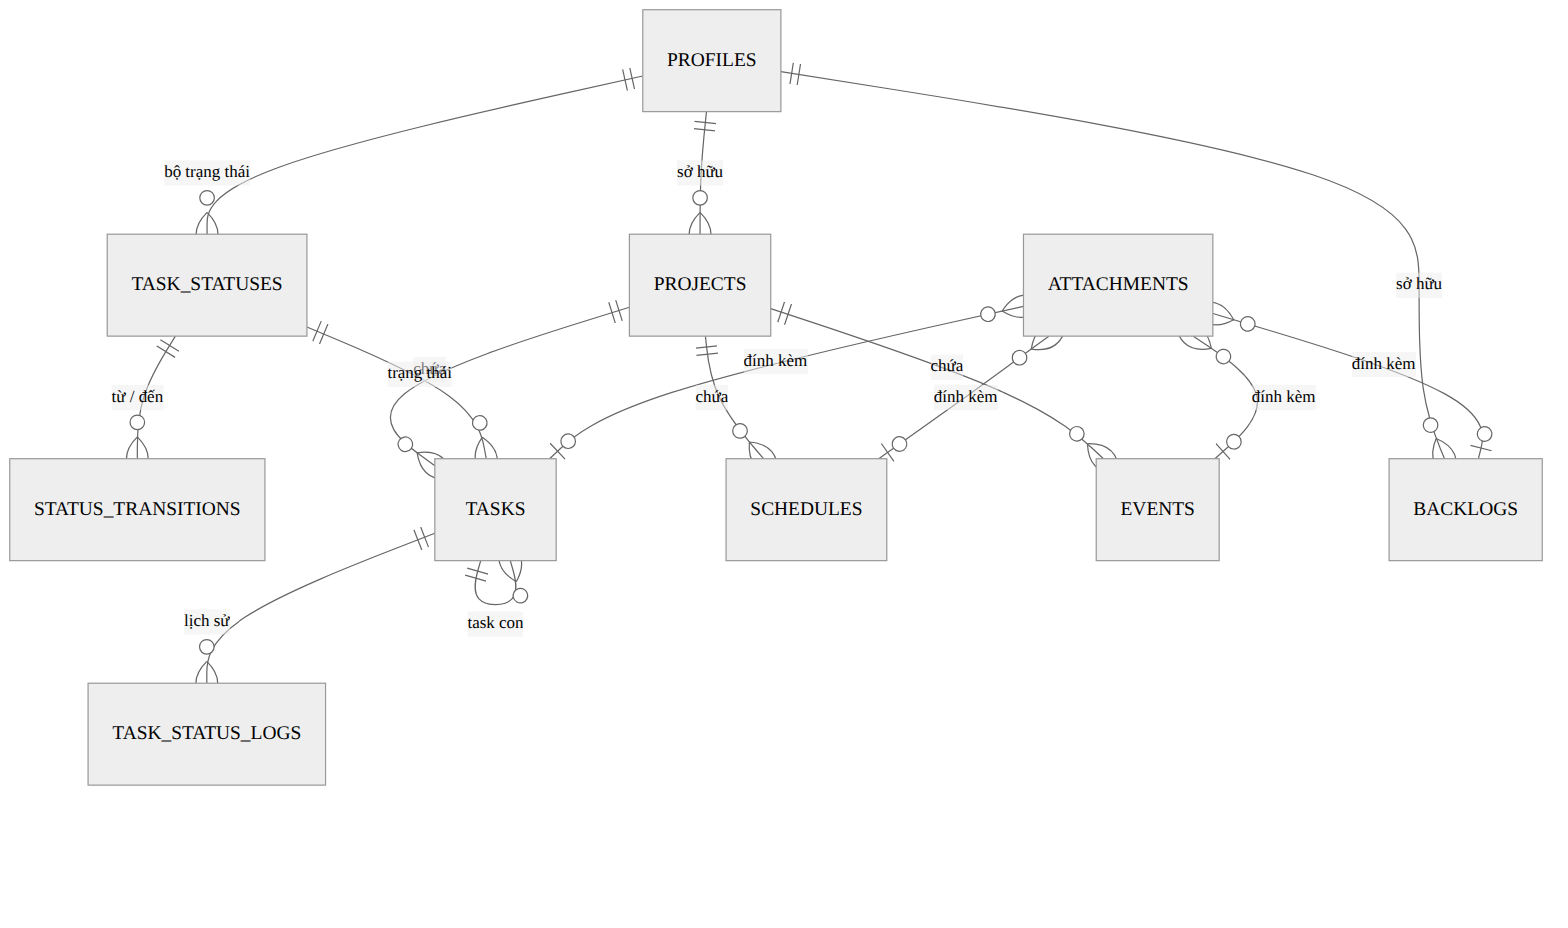 PROFILES
bộ trạng thái
sở hữu
TASK_STATUSES
PROJECTS
ATTACHMENTS
sở hữu
đính kèm
chứa
đính kèm
chứa
trạng thái
từ / đến
chứa
đính kèm
đính kèm
STATUS_TRANSITIONS
TASKS
SCHEDULES
EVENTS
BACKLOGS
lịch sử
task con
TASK_STATUS_LOGS